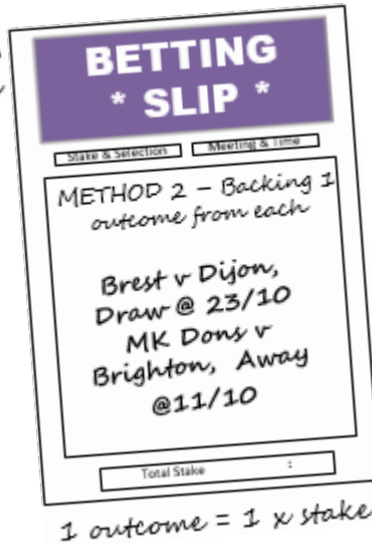 BETTING
* SLIP *
Stake & Selection Meeting & Time
METHOD 2 – Backing 1
outcome from each
Brest v Dijon,
Draw @ 23/10
MK Dons v
Brighton, Away
@11/10
Total Stake :
1 outcome = 1 x stake